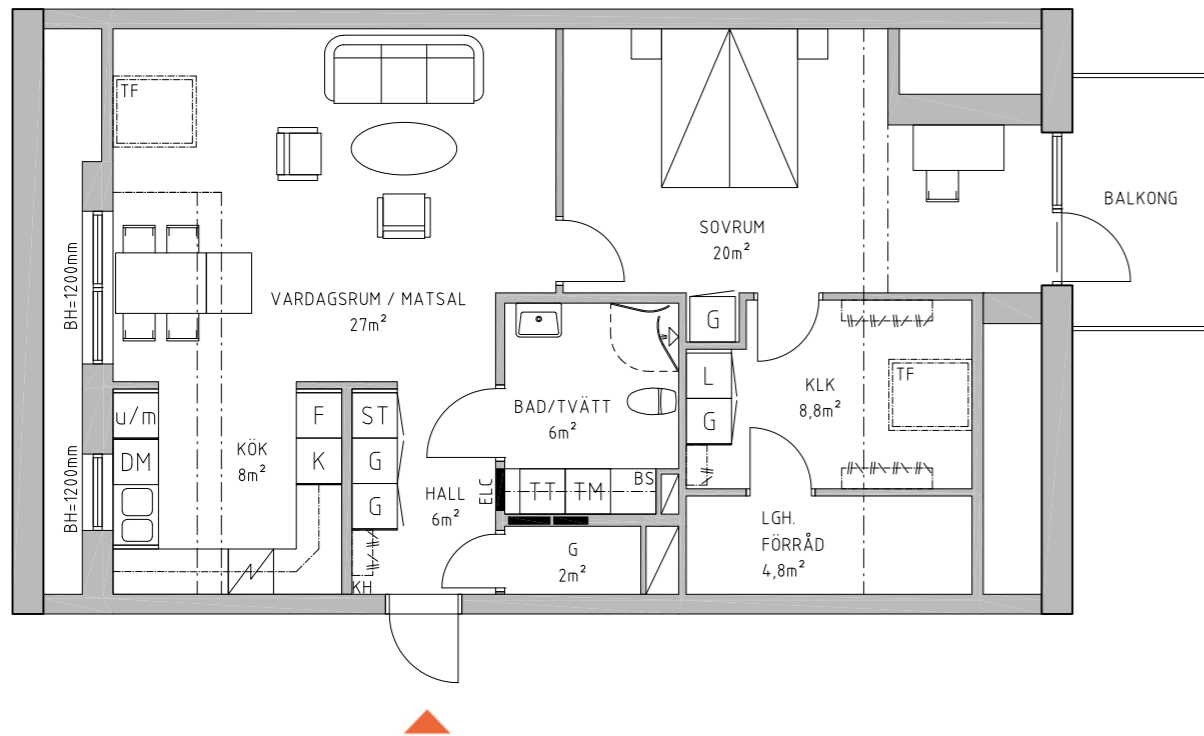 TF
BALKONG
SOVRUM
20m²
BH=1200mm
VARDAGSRUM / MATSAL
27m²
G
L
G
KLK
8,8m²
TF
u/m
DM
KÖK
8m²
F
K
ST
G
G
BAD/TVÄTT
6m²
BH=1200mm
HALL
6m²
ELC
TT
TM
BS
LGH.
FÖRRÅD
4,8m²
G
2m²
KH